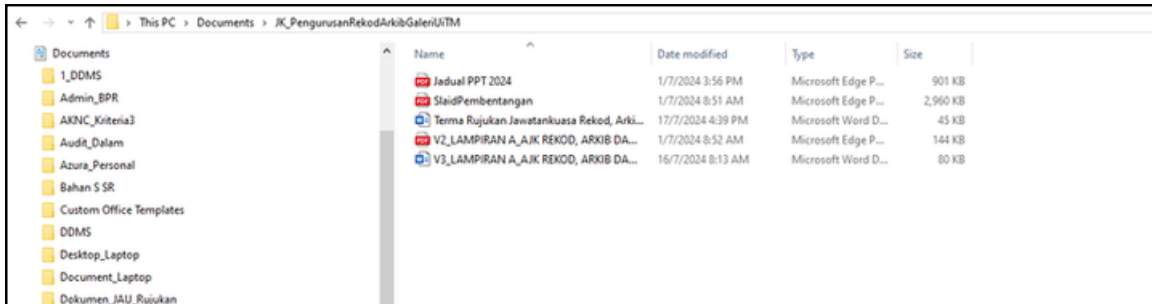 This PC > Documents > JK_PengurusanRekodArkibGaleriUiTM
Documents
1_DDMS
Admin_BPR
AKNC_Kriteria3
Audit_Dalam
Azura_Personal
Bahan S SR
Custom Office Templates
DDMS
Desktop_Laptop
Document_Laptop
Dokumen_JAU_Rujukan
Name Date modified Type Size
Jadual PPT 2024 1/7/2024 3:56 PM Microsoft Edge P... 901 KB
SlaidPembentangan 1/7/2024 8:51 AM Microsoft Edge P... 2,960 KB
Terma Rujukan Jawatankuasa Rekod, Arki... 17/7/2024 4:39 PM Microsoft Word D... 45 KB
V2_LAMPIRAN A_AJK REKOD, ARKIB DA... 1/7/2024 8:52 AM Microsoft Edge P... 144 KB
V3_LAMPIRAN A_AJK REKOD, ARKIB DA... 16/7/2024 8:13 AM Microsoft Word D... 80 KB